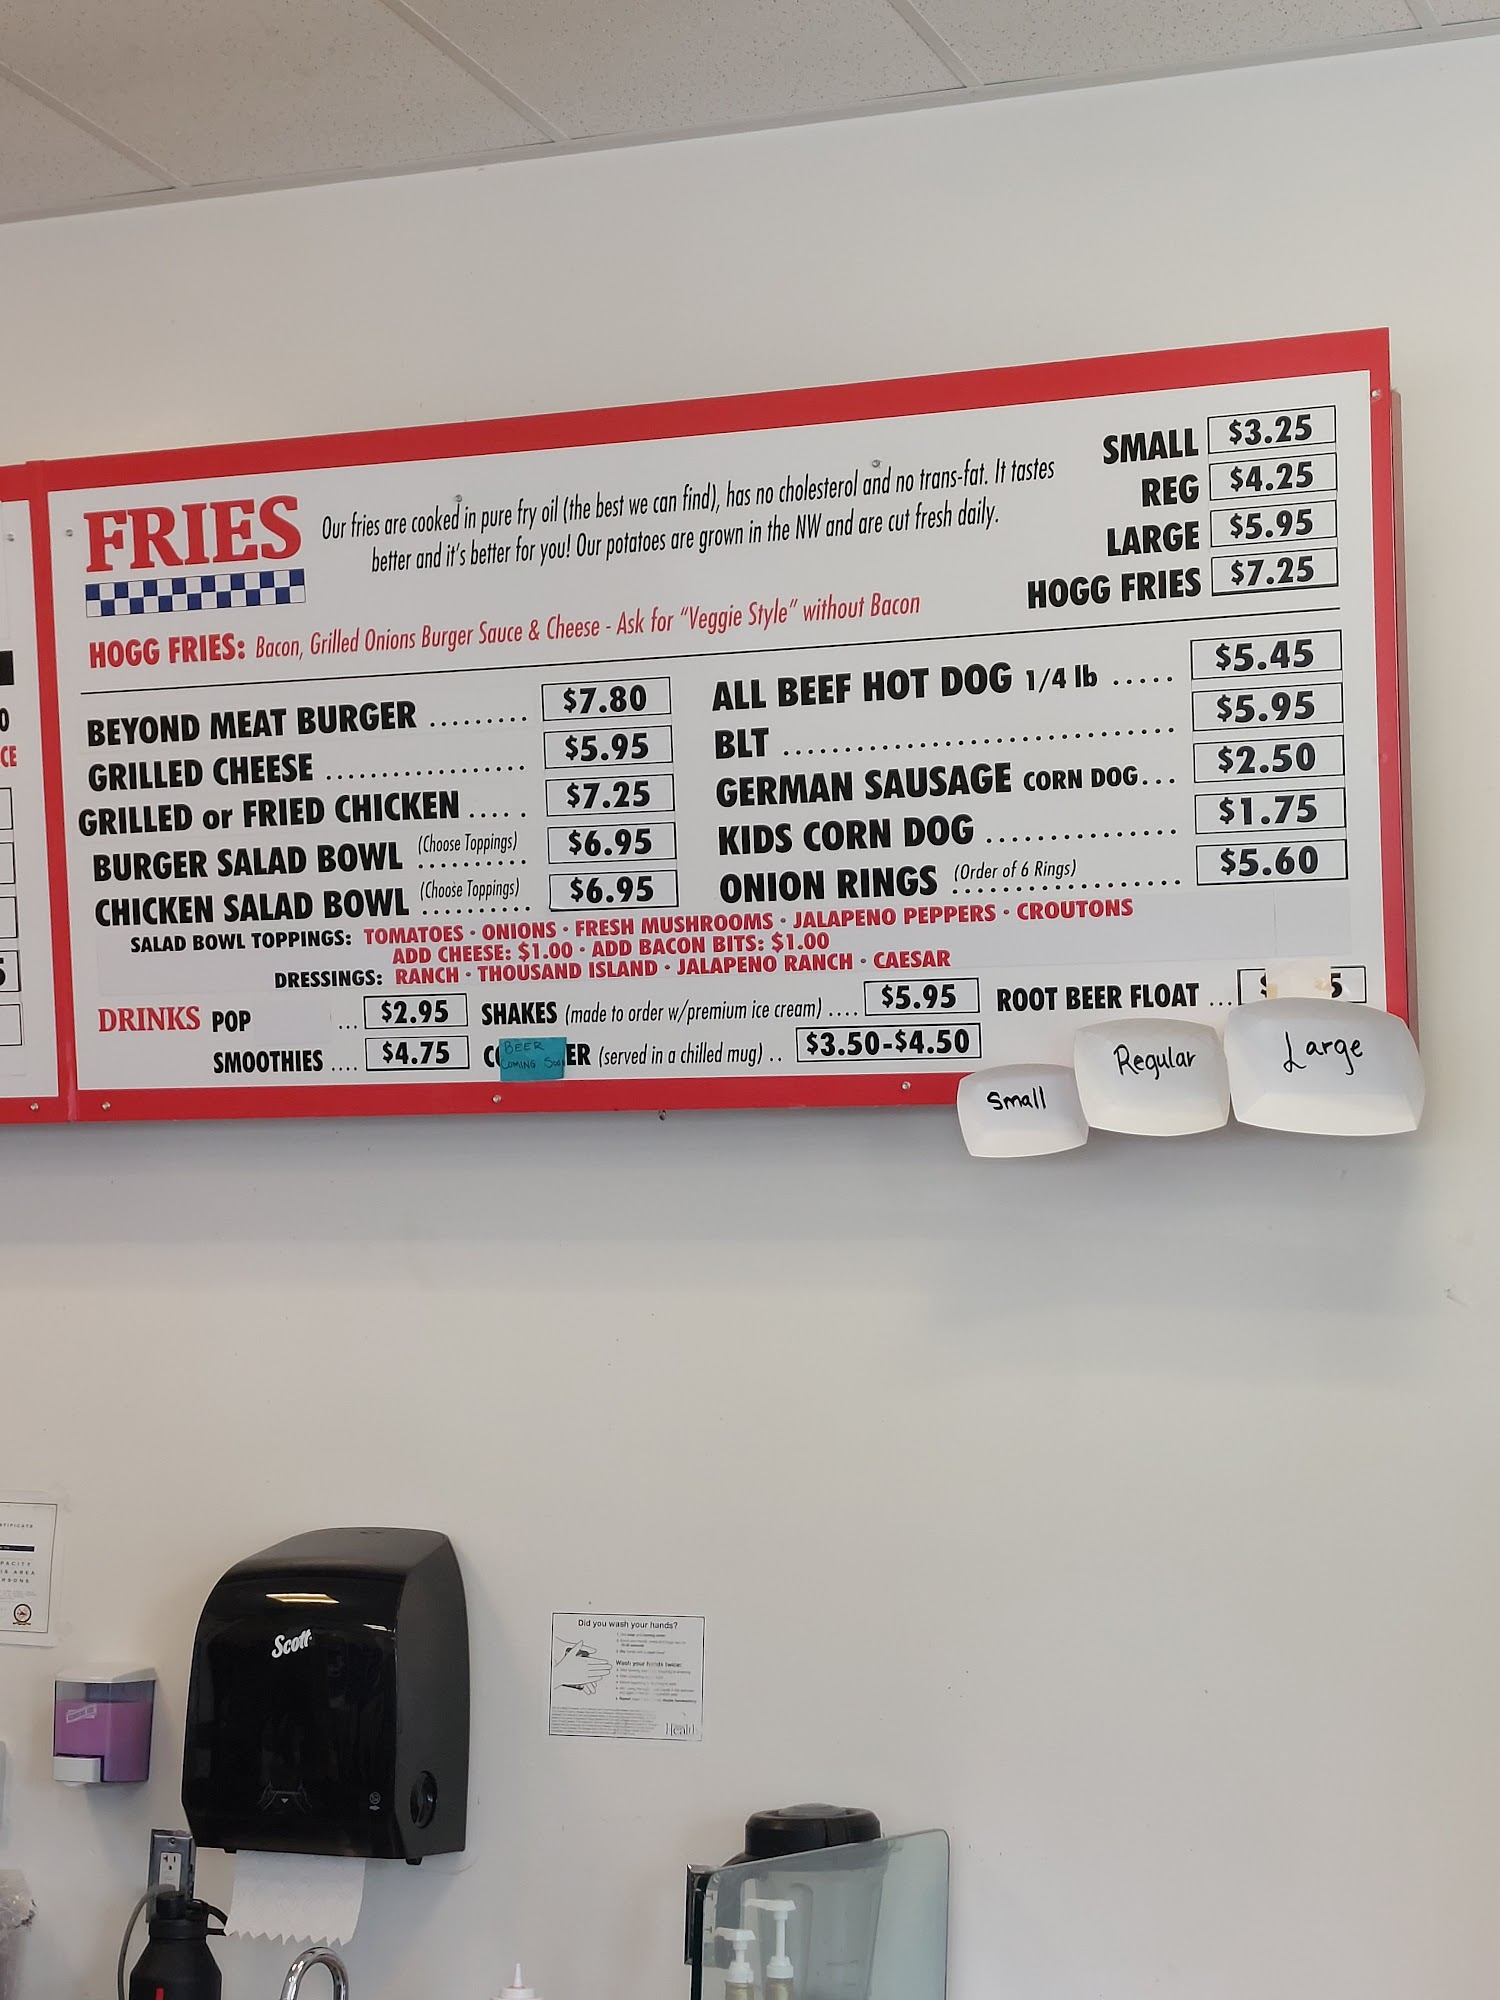 FRIES
Our fries are cooked in pure fry oil (the best we can find), has no cholesterol and no trans-fat. It tastes
better and it's better for you! Our potatoes are grown in the NW and are cut fresh daily.
SMALL $3.25
REG $4.25
LARGE $5.95
HOGG FRIES $7.25
HOGG FRIES: Bacon, Grilled Onions Burger Sauce & Cheese - Ask for "Veggie Style" without Bacon
BEYOND MEAT BURGER ......... $7.80
GRILLED CHEESE .................. $5.95
GRILLED or FRIED CHICKEN ..... $7.25
BURGER SALAD BOWL (Choose Toppings) .......... $6.95
CHICKEN SALAD BOWL (Choose Toppings) .......... $6.95
ALL BEEF HOT DOG 1/4 lb ..... $5.45
BLT ................................ $5.95
GERMAN SAUSAGE CORN DOG... $2.50
KIDS CORN DOG ............... $1.75
ONION RINGS (Order of 6 Rings) .................. $5.60
SALAD BOWL TOPPINGS: TOMATOES · ONIONS · FRESH MUSHROOMS · JALAPENO PEPPERS · CROUTONS
ADD CHEESE: $1.00 · ADD BACON BITS: $1.00
DRESSINGS: RANCH · THOUSAND ISLAND · JALAPENO RANCH · CAESAR
DRINKS POP ... $2.95 SHAKES (made to order w/premium ice cream) .... $5.95 ROOT BEER FLOAT ...
SMOOTHIES .... $4.75 ER (served in a chilled mug) .. $3.50-$4.50
BEER
COMING SOON
Small
Regular
Large
Scott
Did you wash your hands?
Wash your hands twice:
Health